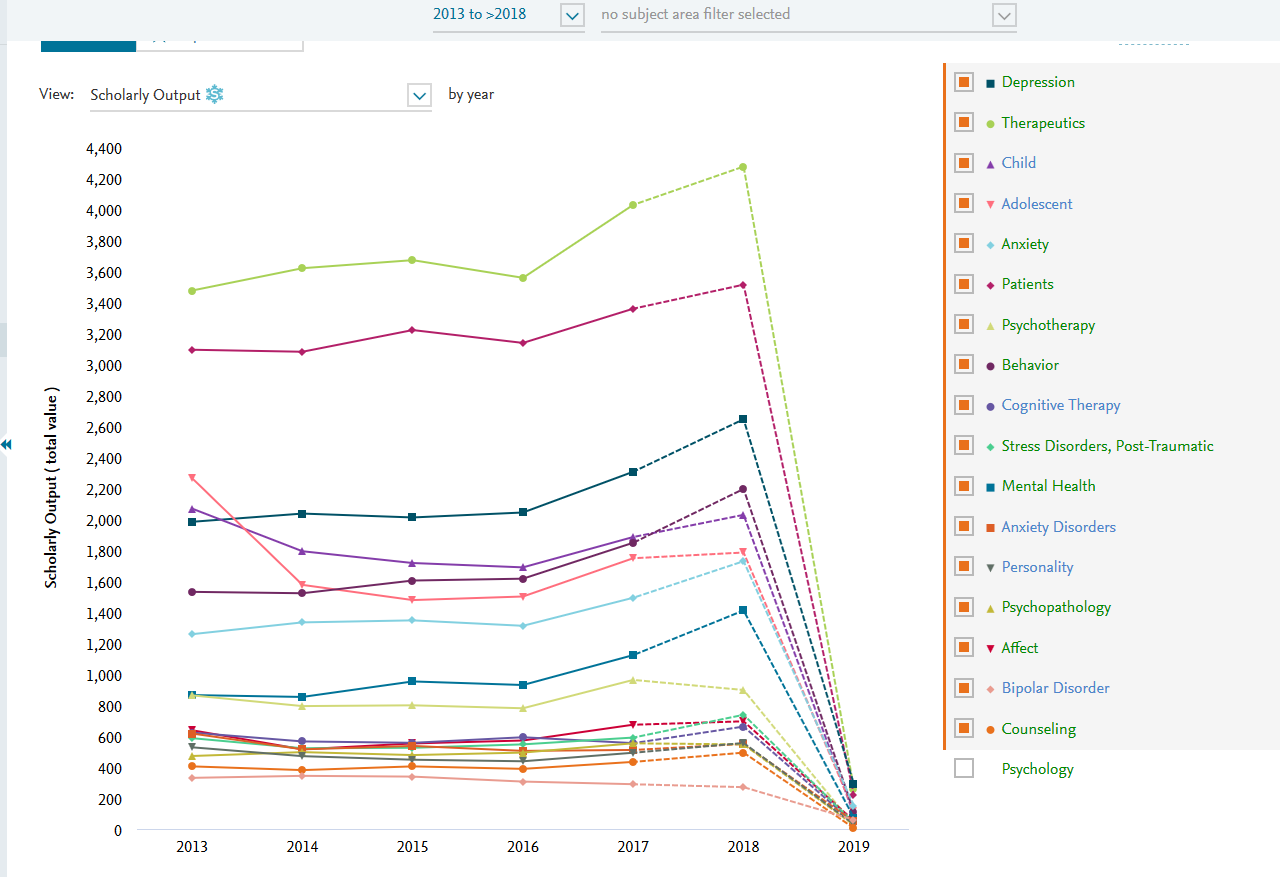 2013 to >2018
no subject area filter selected
View: Scholarly Output by year
4,400
4,200
4,000
3,800
3,600
3,400
3,200
3,000
2,800
2,600
2,400
2,200
2,000
1,800
1,600
1,400
1,200
1,000
800
600
400
200
0
Scholarly Output ( total value )
2013 2014 2015 2016 2017 2018 2019
Depression
Therapeutics
Child
Adolescent
Anxiety
Patients
Psychotherapy
Behavior
Cognitive Therapy
Stress Disorders, Post-Traumatic
Mental Health
Anxiety Disorders
Personality
Psychopathology
Affect
Bipolar Disorder
Counseling
Psychology